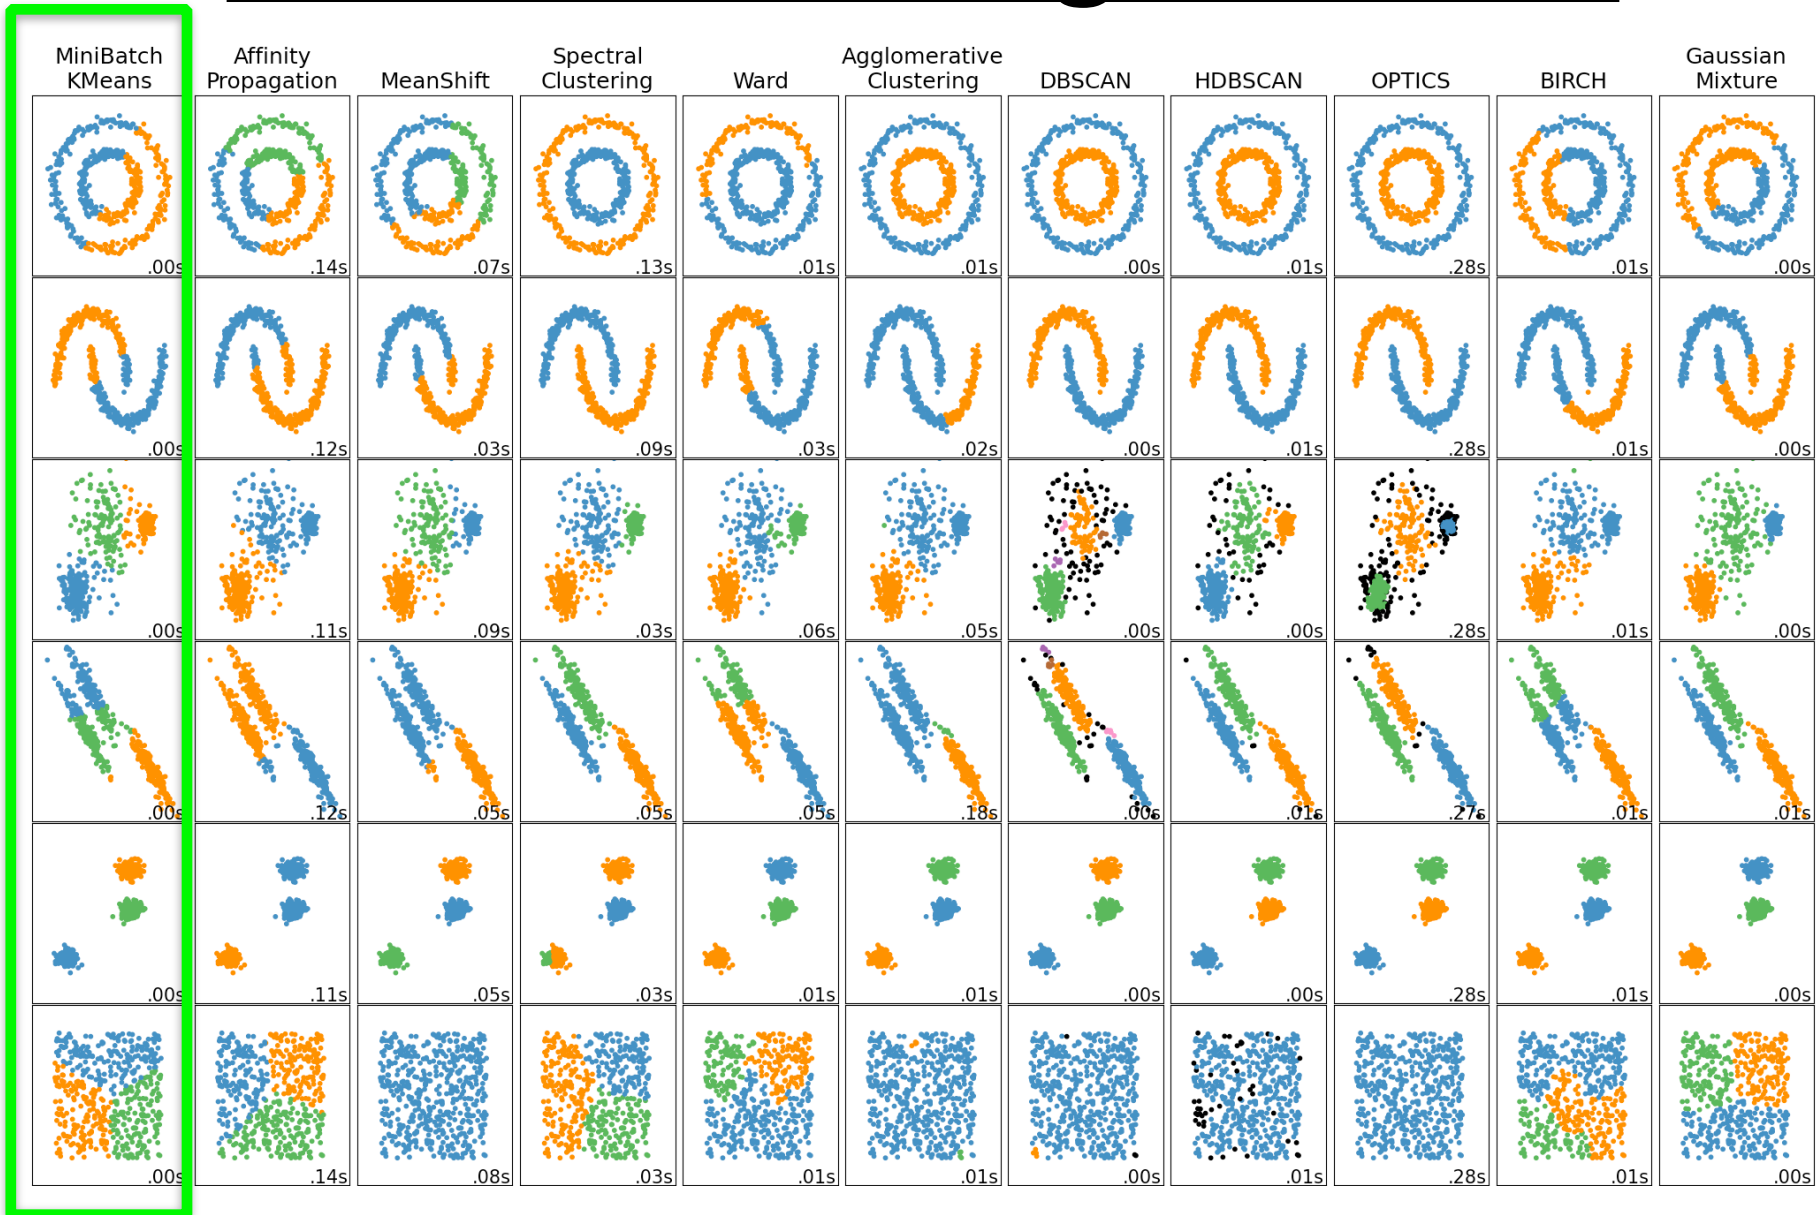 MiniBatch
KMeans
Affinity
Propagation
MeanShift
Spectral
Clustering
Ward
Agglomerative
Clustering
DBSCAN
HDBSCAN
OPTICS
BIRCH
Gaussian
Mixture
.00s
.14s
.07s
.13s
.01s
.01s
.00s
.01s
.28s
.01s
.00s
.00s
.12s
.03s
.09s
.03s
.02s
.00s
.01s
.28s
.01s
.00s
.00s
.11s
.09s
.03s
.06s
.05s
.00s
.00s
.28s
.01s
.00s
.00s
.12s
.05s
.05s
.05s
.18s
.00s
.01s
.27s
.01s
.01s
.00s
.11s
.05s
.03s
.01s
.01s
.00s
.00s
.28s
.01s
.00s
.00s
.14s
.08s
.03s
.01s
.01s
.00s
.01s
.28s
.01s
.00s